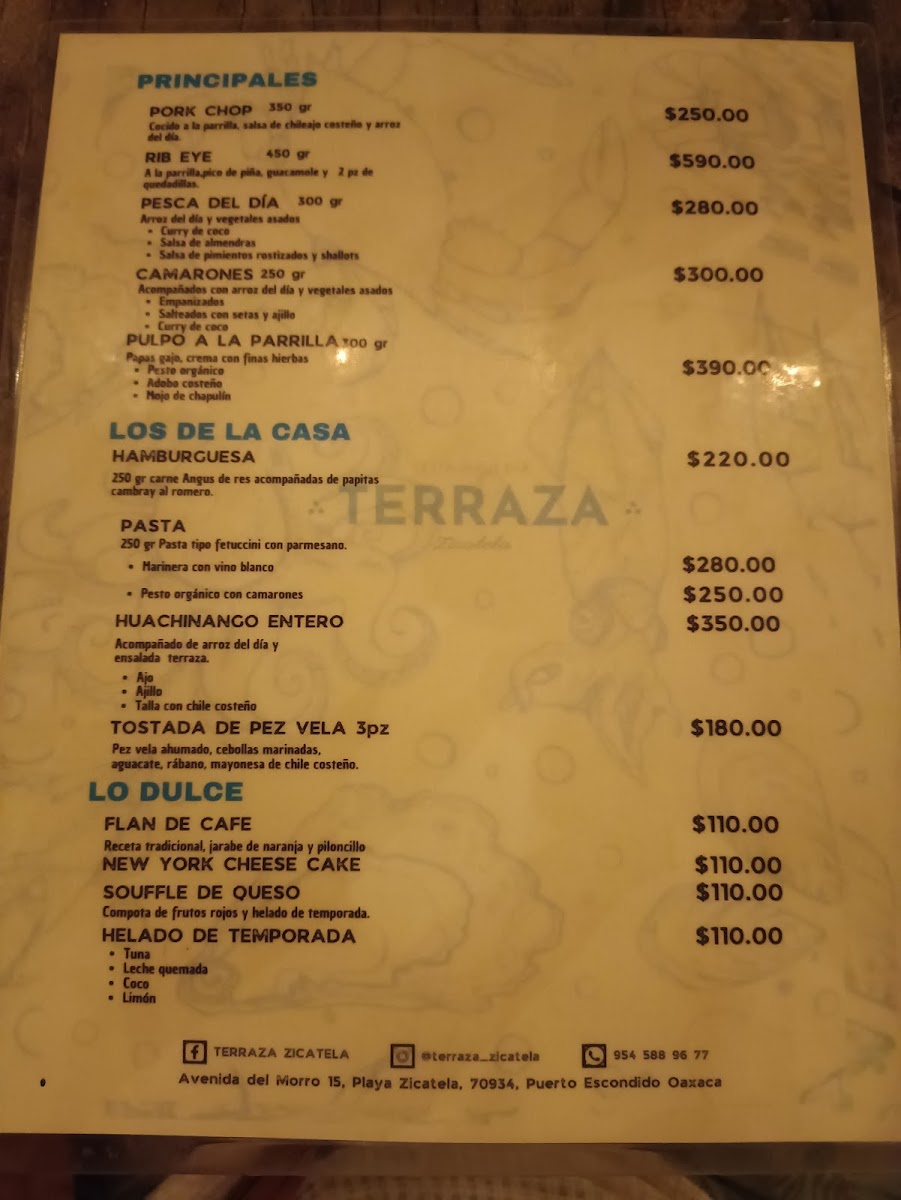 PRINCIPALES
PORK CHOP 350 gr $250.00
Cocido a la parrilla, salsa de chileajo costeño y arroz
del día.
RIB EYE 450 gr $590.00
A la parrilla,pico de piña, guacamole y 2 pz de
quedadillas.
PESCA DEL DÍA 300 gr $280.00
Arroz del día y vegetales asados
• Curry de coco
• Salsa de almendras
• Salsa de pimientos rostizados y shallots
CAMARONES 250 gr $300.00
Acompañados con arroz del día y vegetales asados
• Empanizados
• Salteados con setas y ajillo
• Curry de coco
PULPO A LA PARRILLA gr
Papas gajo, crema con finas hierbas
• Pesto orgánico $390.00
• Adobo costeño
• Mojo de chapulín
LOS DE LA CASA
HAMBURGUESA $220.00
250 gr carne Angus de res acompañadas de papitas
cambray al romero.
TERRAZA
PASTA
250 gr Pasta tipo fetuccini con parmesano.
• Marinera con vino blanco $280.00
• Pesto orgánico con camarones $250.00
HUACHINANGO ENTERO $350.00
Acompañado de arroz del día y
ensalada terraza.
• Ajo
• Ajillo
• Talla con chile costeño
TOSTADA DE PEZ VELA 3pz $180.00
Pez vela ahumado, cebollas marinadas,
aguacate, rábano, mayonesa de chile costeño.
LO DULCE
FLAN DE CAFE $110.00
Receta tradicional, jarabe de naranja y piloncillo
NEW YORK CHEESE CAKE $110.00
SOUFFLE DE QUESO $110.00
Compota de frutos rojos y helado de temporada.
HELADO DE TEMPORADA $110.00
• Tuna
• Leche quemada
• Coco
• Limón
TERRAZA ZICATELA @terraza_zicatela 954 588 96 77
Avenida del Morro 15, Playa Zicatela, 70934, Puerto Escondido Oaxaca